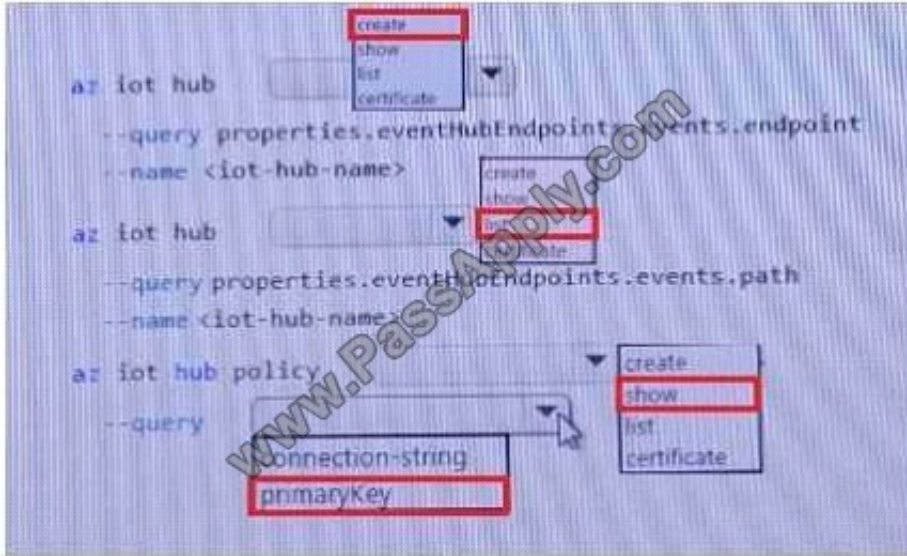 create
show
list
certificate
az iot hub
--query properties.eventHubEndpoints.events.endpoint
--name <iot-hub-name>
create
show
list
certificate
az iot hub
--query properties.eventHubEndpoints.events.path
--name <iot-hub-name>
az iot hub policy
create
show
list
certificate
--query
connection-string
primaryKey
www.PassApply.com